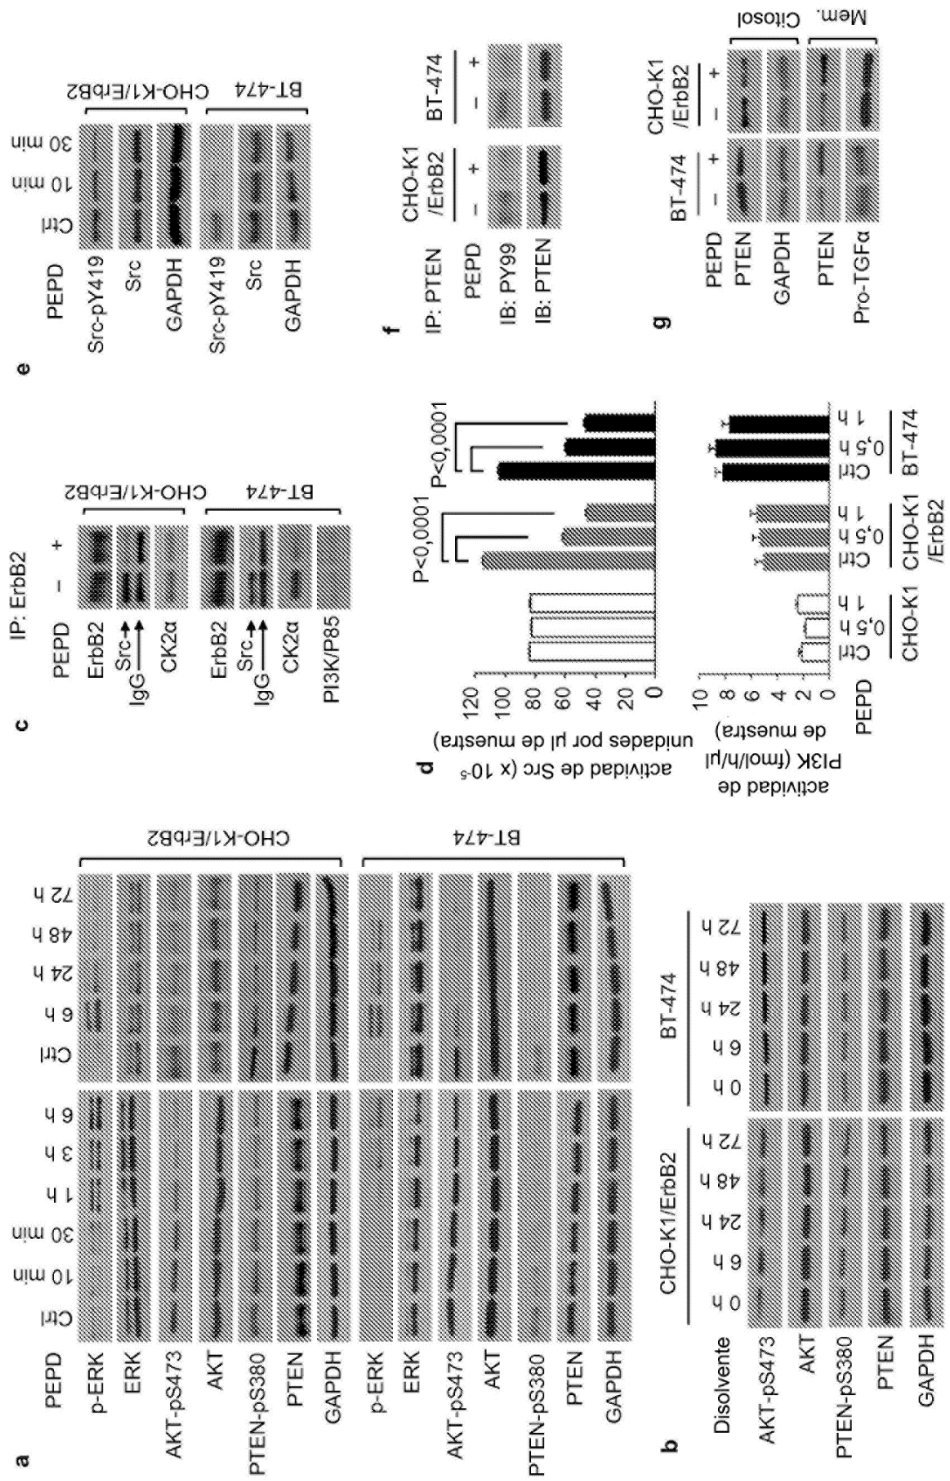 a
PEPD Ctrl 10 min 30 min 1 h 3 h 6 h Ctrl 6 h 24 h 48 h 72 h
p-ERK
ERK
AKT-pS473
AKT
PTEN-pS380
PTEN
GAPDH
CHO-K1/ErbB2
p-ERK
ERK
AKT-pS473
AKT
PTEN-pS380
PTEN
GAPDH
BT-474
b
CHO-K1/ErbB2 BT-474
Disolvente 0 h 6 h 24 h 48 h 72 h 0 h 6 h 24 h 48 h 72 h
AKT-pS473
AKT
PTEN-pS380
PTEN
GAPDH
c
IP: ErbB2
PEPD − +
ErbB2
Src
IgG
CK2α
CHO-K1/ErbB2
ErbB2
Src
IgG
CK2α
PI3K/P85
BT-474
d
actividad de Src (x 10-5
unidades por µl de muestra)
120
100
80
60
40
20
0
P<0,0001 P<0,0001
actividad de
PI3K (fmol/h/µl
de muestra)
10
8
6
4
2
0
PEPD Ctrl 0,5 h 1 h Ctrl 0,5 h 1 h Ctrl 0,5 h 1 h
CHO-K1 CHO-K1 BT-474
/ErbB2
e
PEPD Ctrl 10 min 30 min
Src-pY419
Src
GAPDH
CHO-K1/ErbB2
Src-pY419
Src
GAPDH
BT-474
f
CHO-K1 BT-474
/ErbB2
IP: PTEN
PEPD − + − +
IB: PY99
IB: PTEN
g
BT-474 CHO-K1
/ErbB2
PEPD − + − +
PTEN
GAPDH
Citosol
PTEN
Pro-TGFα
Mem.